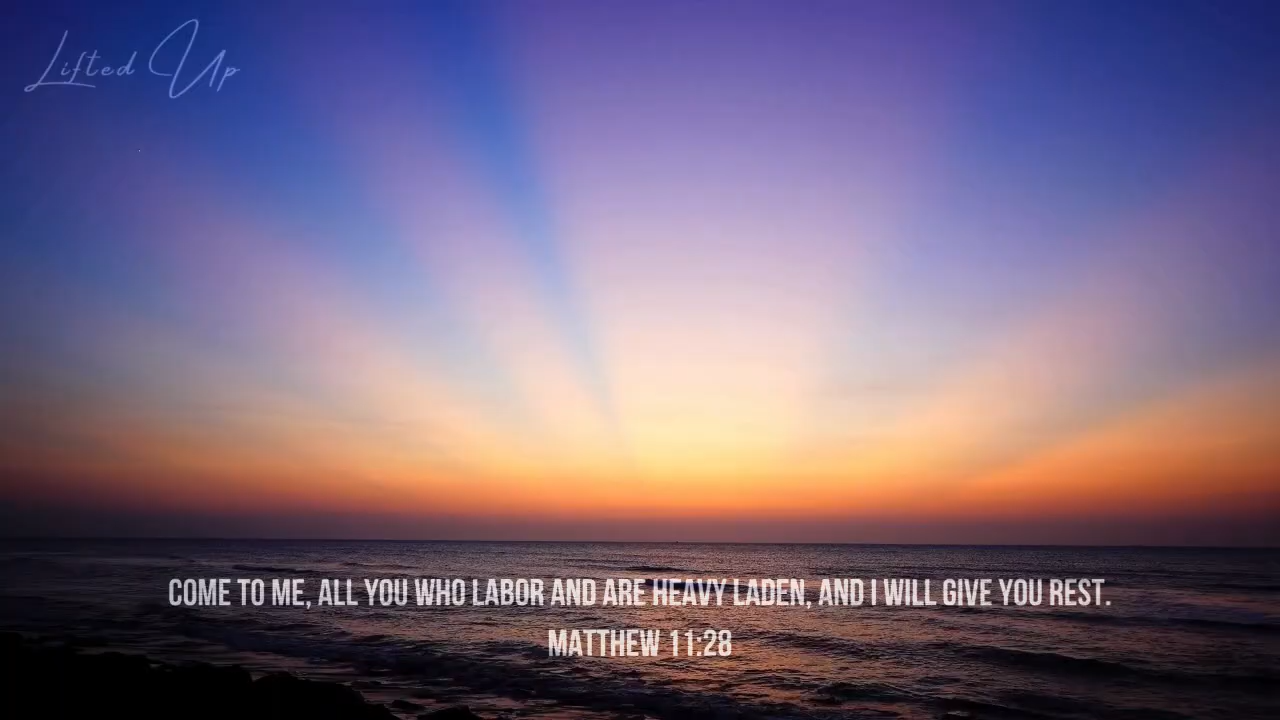 Lifted Up
COME TO ME, ALL YOU WHO LABOR AND ARE HEAVY LADEN, AND I WILL GIVE YOU REST.
MATTHEW 11:28